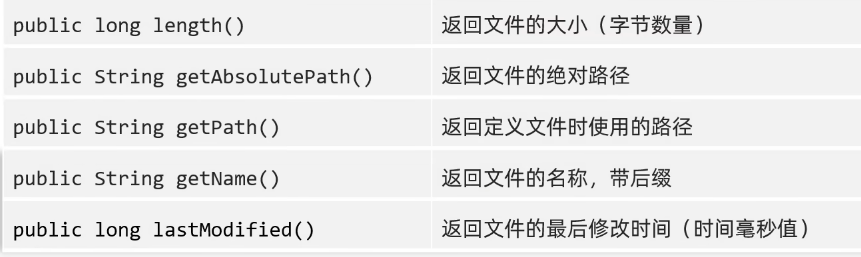 public long length() 返回文件的大小（字节数量）
public String getAbsolutePath() 返回文件的绝对路径
public String getPath() 返回定义文件时使用的路径
public String getName() 返回文件的名称，带后缀
public long lastModified() 返回文件的最后修改时间（时间毫秒值）